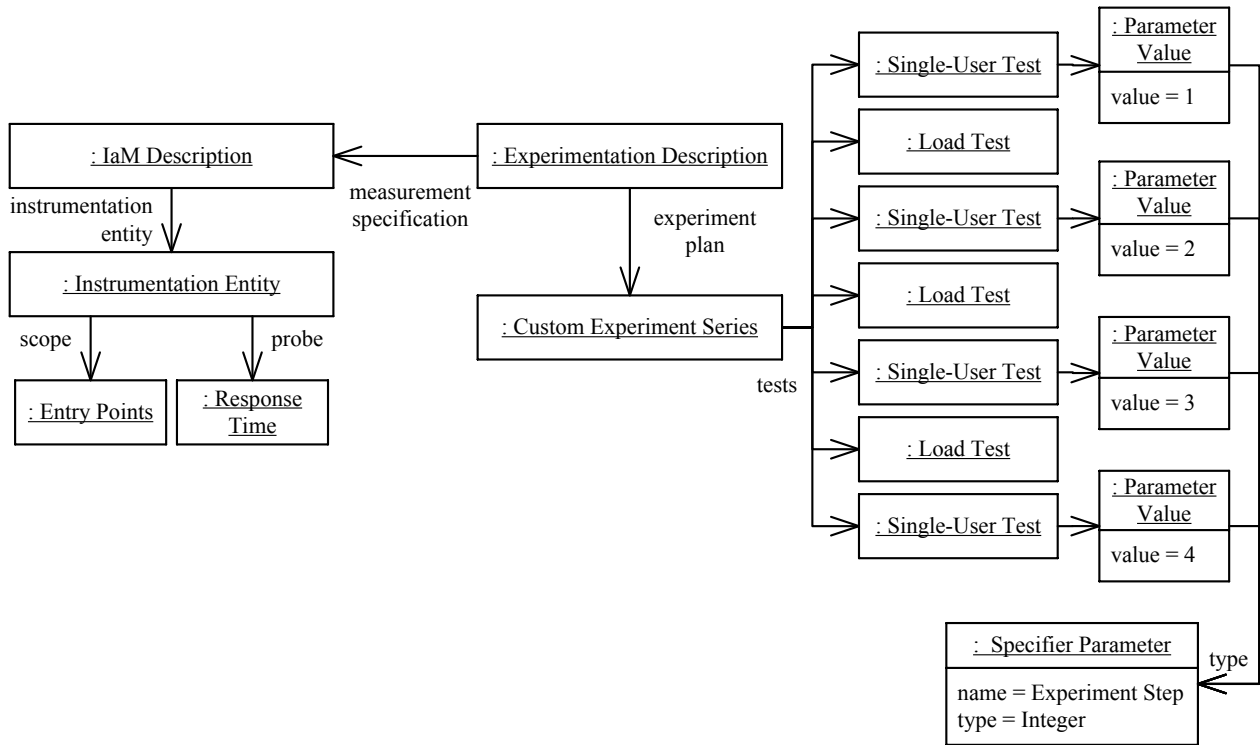 : IaM Description
instrumentation
entity
: Instrumentation Entity
scope
probe
: Entry Points
: Response
Time
measurement
specification
: Experimentation Description
experiment
plan
: Custom Experiment Series
tests
: Single-User Test
: Parameter
Value
value = 1
: Load Test
: Single-User Test
: Parameter
Value
value = 2
: Load Test
: Single-User Test
: Parameter
Value
value = 3
: Load Test
: Single-User Test
: Parameter
Value
value = 4
: Specifier Parameter
name = Experiment Step
type = Integer
type